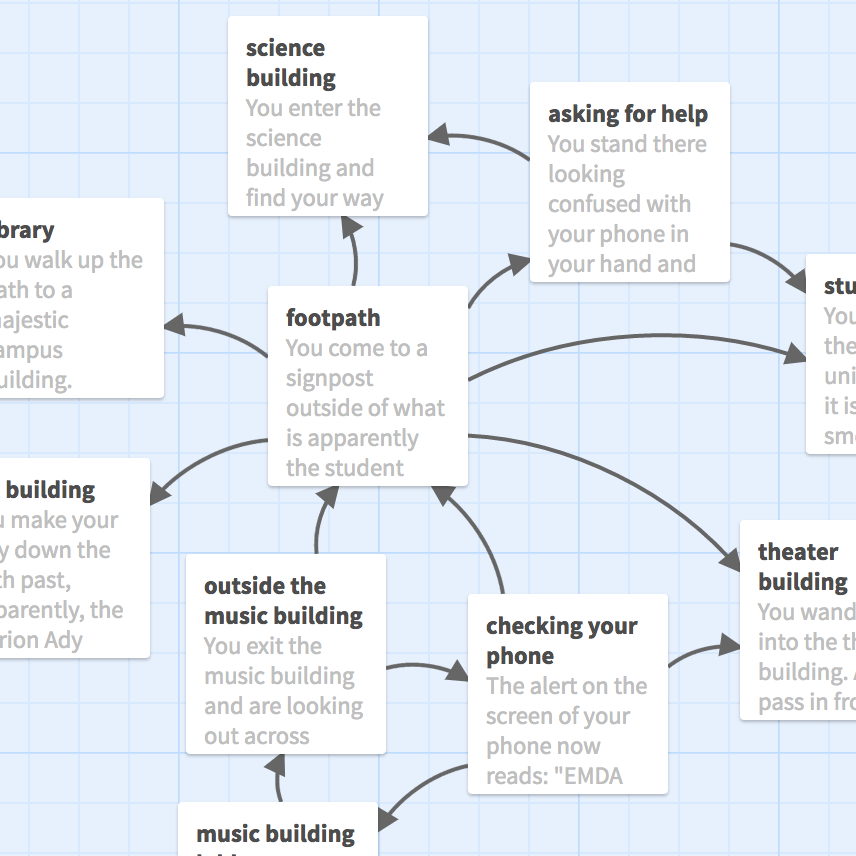 science
building
You enter the
science
building and
find your way
asking for help
You stand there
looking
confused with
your phone in
your hand and
brary
ou walk up the
ath to a
ajestic
ampus
uilding.
footpath
You come to a
signpost
outside of what
is apparently
the student
stu
You
the
uni
it is
smo
building
u make your
y down the
th past,
parently, the
rion Ady
outside the
music building
You exit the
music building
and are looking
out across
checking your
phone
The alert on the
screen of your
phone now
reads: "EMDA
theater
building
You wand
into the th
building. A
pass in fro
music building